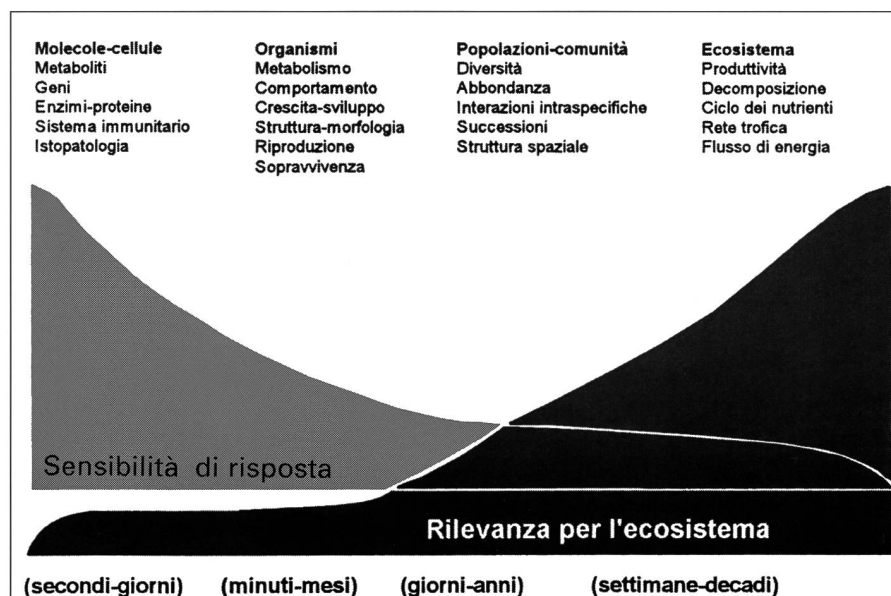 Molecole-cellule
Metaboliti
Geni
Enzimi-proteine
Sistema immunitario
Istopatologia
Organismi
Metabolismo
Comportamento
Crescita-sviluppo
Struttura-morfologia
Riproduzione
Sopravvivenza
Popolazioni-comunità
Diversità
Abbondanza
Interazioni intraspecifiche
Successioni
Struttura spaziale
Ecosistema
Produttività
Decomposizione
Ciclo dei nutrienti
Rete trofica
Flusso di energia
Sensibilità di risposta
Rilevanza per l'ecosistema
(secondi-giorni) (minuti-mesi) (giorni-anni) (settimane-decadi)